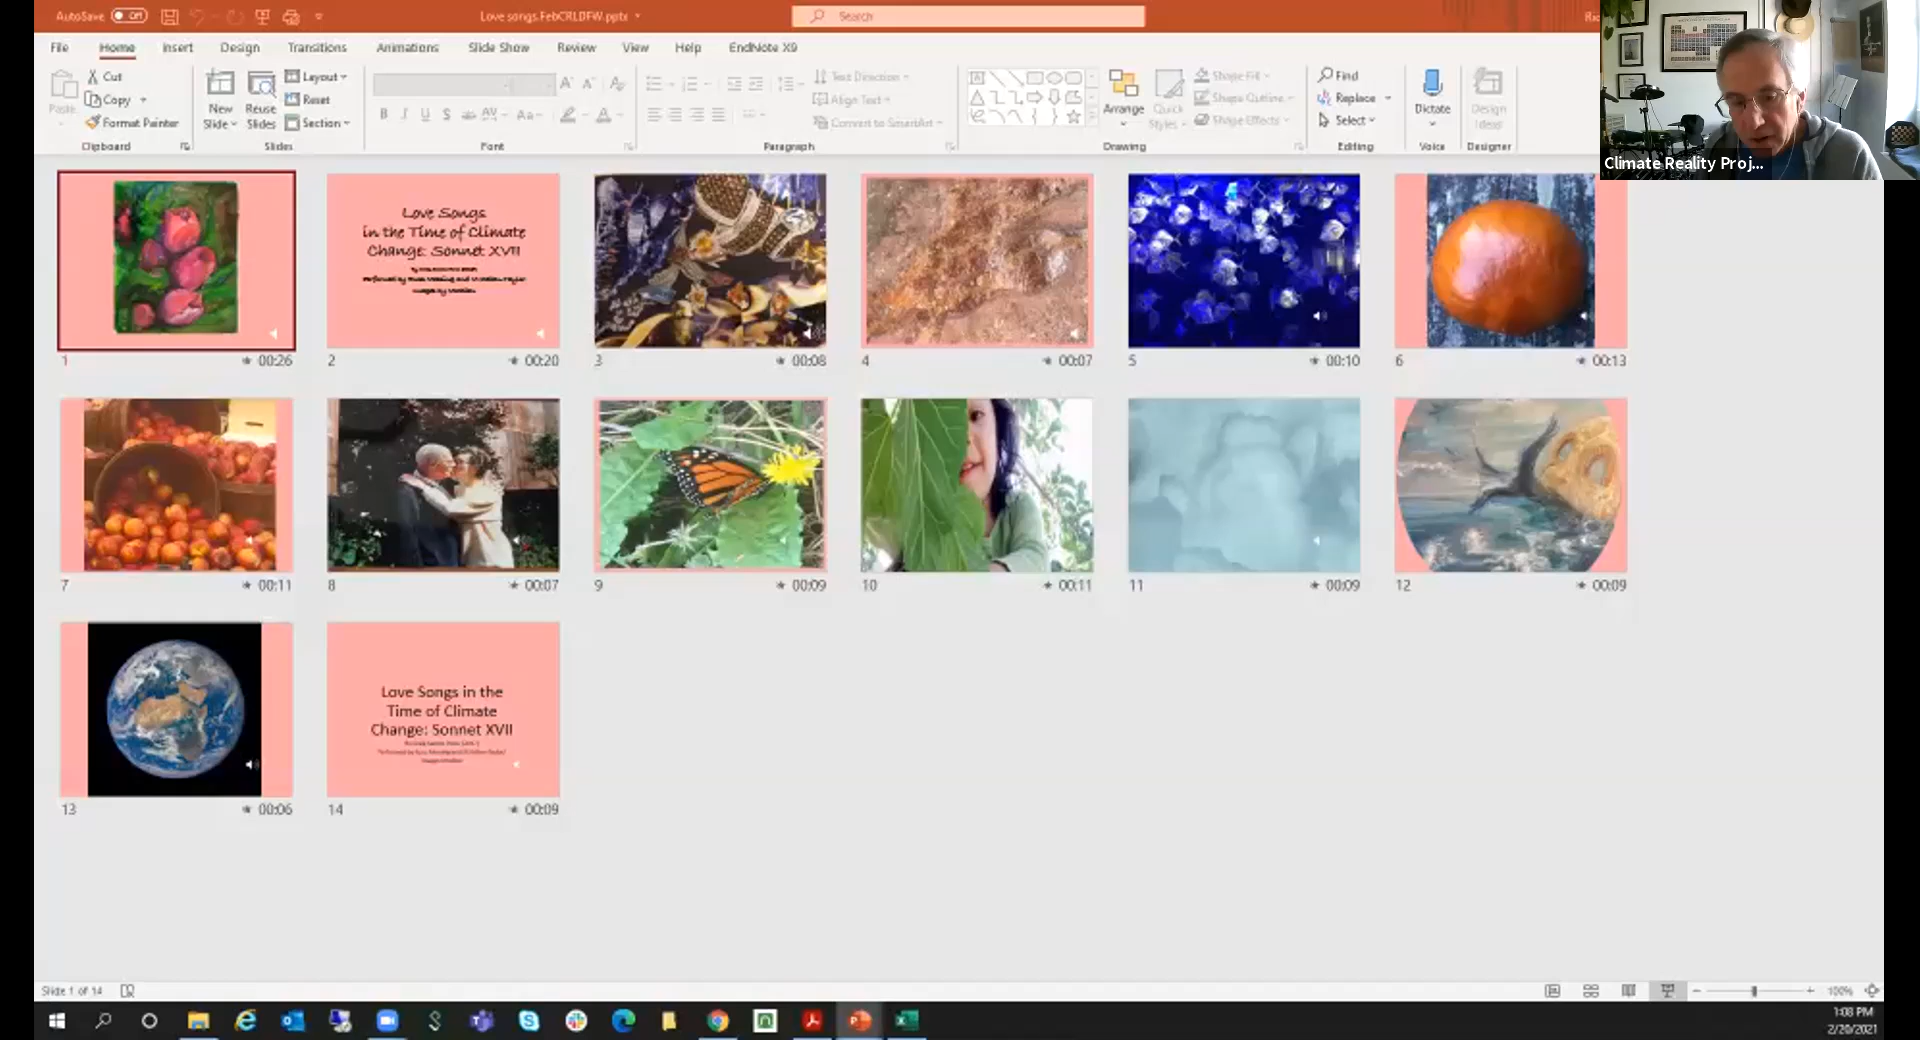 AutoSave Off
Love songs.FebCRLDFW.pptx
Search
File Home Insert Design Transitions Animations Slide Show Review View Help EndNote X9
Paste
Cut
Copy
Format Painter
Clipboard
New Slide
Reuse Slides
Layout
Reset
Section
Slides
B I U S ab AV Aa A
Font
Text Direction
Align Text
Convert to SmartArt
Paragraph
Arrange
Quick Styles
Shape Fill
Shape Outline
Shape Effects
Drawing
Find
Replace
Select
Editing
Dictate
Voice
Design Ideas
Designer
Climate Reality Proj...
Love Songs
in the Time of Climate
Change: Sonnet XVII
1 00:26
2 00:20
3 00:08
4 00:07
5 00:10
6 00:13
7 00:11
8 00:07
9 00:09
10 00:11
11 00:09
12 00:09
Love Songs in the
Time of Climate
Change: Sonnet XVII
13 00:06
14 00:09
Slide 1 of 14
100%
1:08 PM
2/20/2021